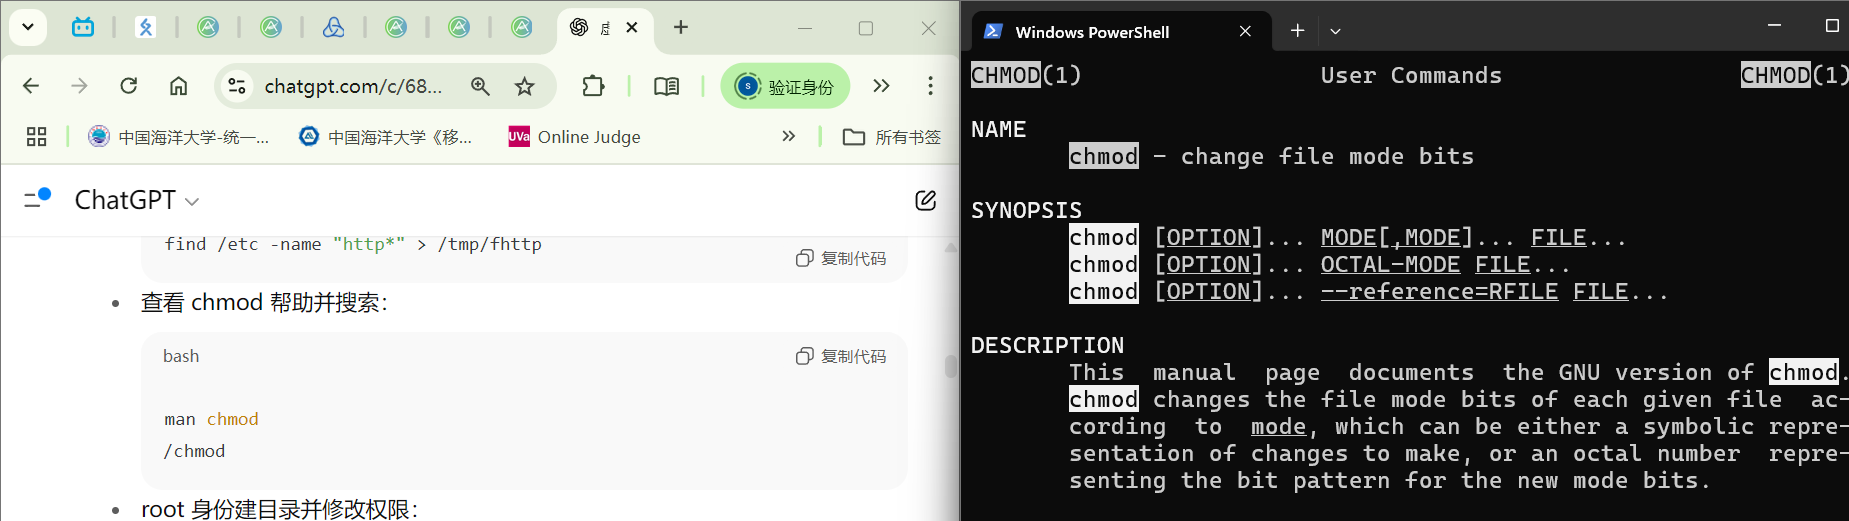 chatgpt.com/c/68...
验证身份
中国海洋大学-统一...
中国海洋大学《移...
UVa
Online Judge
所有书签
ChatGPT
find /etc -name "http*" > /tmp/fhttp
复制代码
查看 chmod 帮助并搜索：
bash
复制代码
man chmod
/chmod
root 身份建目录并修改权限：
Windows PowerShell
CHMOD(1) User Commands CHMOD(1)
NAME
chmod - change file mode bits
SYNOPSIS
chmod [OPTION]... MODE[,MODE]... FILE...
chmod [OPTION]... OCTAL-MODE FILE...
chmod [OPTION]... --reference=RFILE FILE...
DESCRIPTION
This manual page documents the GNU version of chmod.
chmod changes the file mode bits of each given file ac-
cording to mode, which can be either a symbolic repre-
sentation of changes to make, or an octal number repre-
senting the bit pattern for the new mode bits.